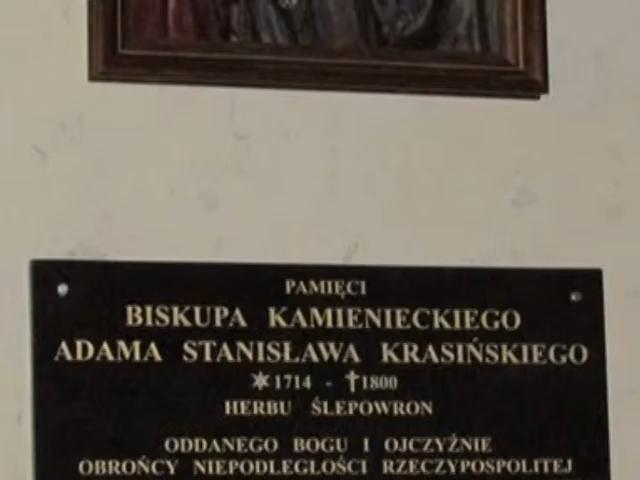 PAMIĘCI
BISKUPA KAMIENIECKIEGO
ADAMA STANISŁAWA KRASIŃSKIEGO
✶1714 - ✝1800
HERBU ŚLEPOWRON
ODDANEGO BOGU I OJCZYŹNIE
OBROŃCY NIEPODLEGŁOŚCI RZECZYPOSPOLITEJ